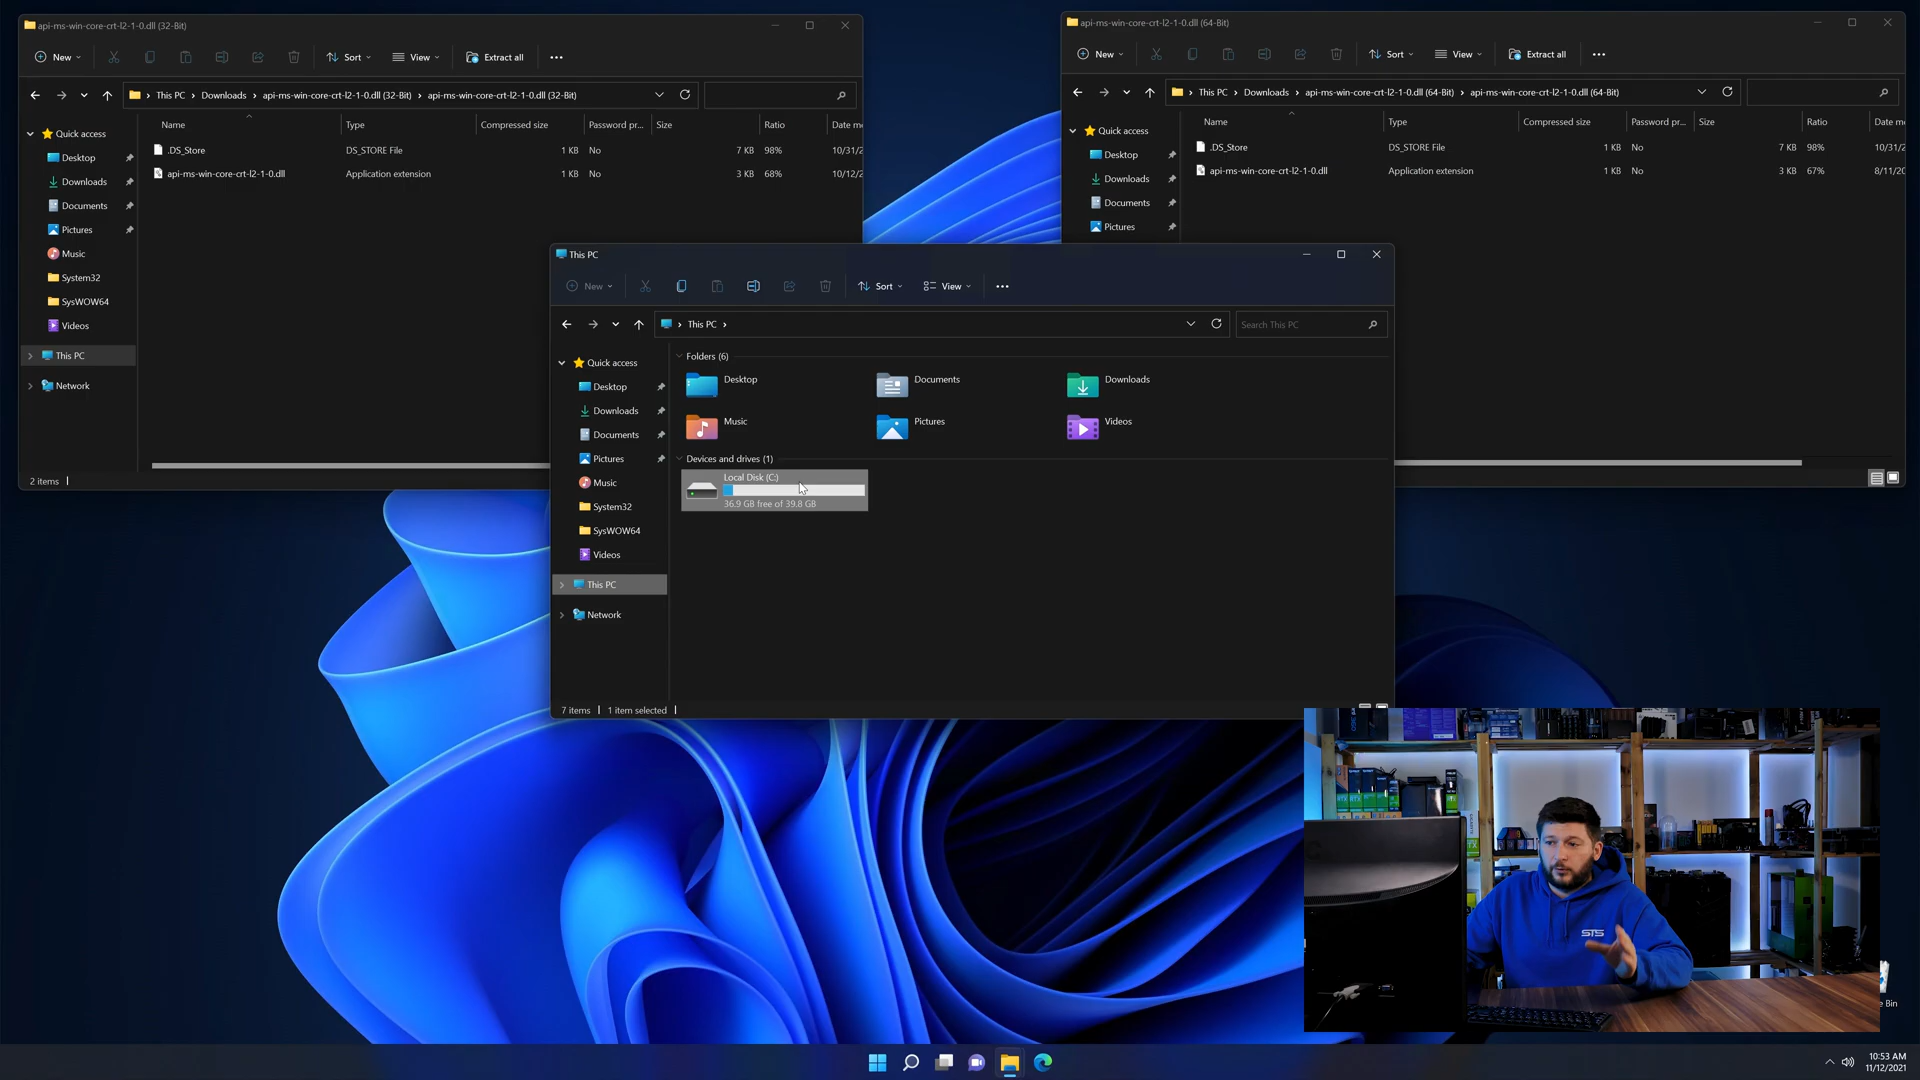 api-ms-win-core-crt-l2-1-0.dll (32-Bit)
New
Sort
View
Extract all
This PC
Downloads
api-ms-win-core-crt-l2-1-0.dll (32-Bit)
api-ms-win-core-crt-l2-1-0.dll (32-Bit)
Name
Type
Compressed size
Password pr...
Size
Ratio
Date m
.DS_Store
DS_STORE File
1 KB
No
7 KB
98%
10/31/2
api-ms-win-core-crt-l2-1-0.dll
Application extension
1 KB
No
3 KB
68%
10/12/2
Quick access
Desktop
Downloads
Documents
Pictures
Music
System32
SysWOW64
Videos
This PC
Network
2 items
api-ms-win-core-crt-l2-1-0.dll (64-Bit)
New
Sort
View
Extract all
This PC
Downloads
api-ms-win-core-crt-l2-1-0.dll (64-Bit)
api-ms-win-core-crt-l2-1-0.dll (64-Bit)
Name
Type
Compressed size
Password pr...
Size
Ratio
Date m
.DS_Store
DS_STORE File
1 KB
No
7 KB
98%
10/31/2
api-ms-win-core-crt-l2-1-0.dll
Application extension
1 KB
No
3 KB
67%
8/11/20
Quick access
Desktop
Downloads
Documents
Pictures
This PC
New
Sort
View
This PC
Search This PC
Quick access
Desktop
Downloads
Documents
Pictures
Music
System32
SysWOW64
Videos
This PC
Network
Folders (6)
Desktop
Documents
Downloads
Music
Pictures
Videos
Devices and drives (1)
Local Disk (C:)
36.9 GB free of 39.8 GB
7 items
1 item selected
STS
e Bin
10:53 AM
11/12/2021